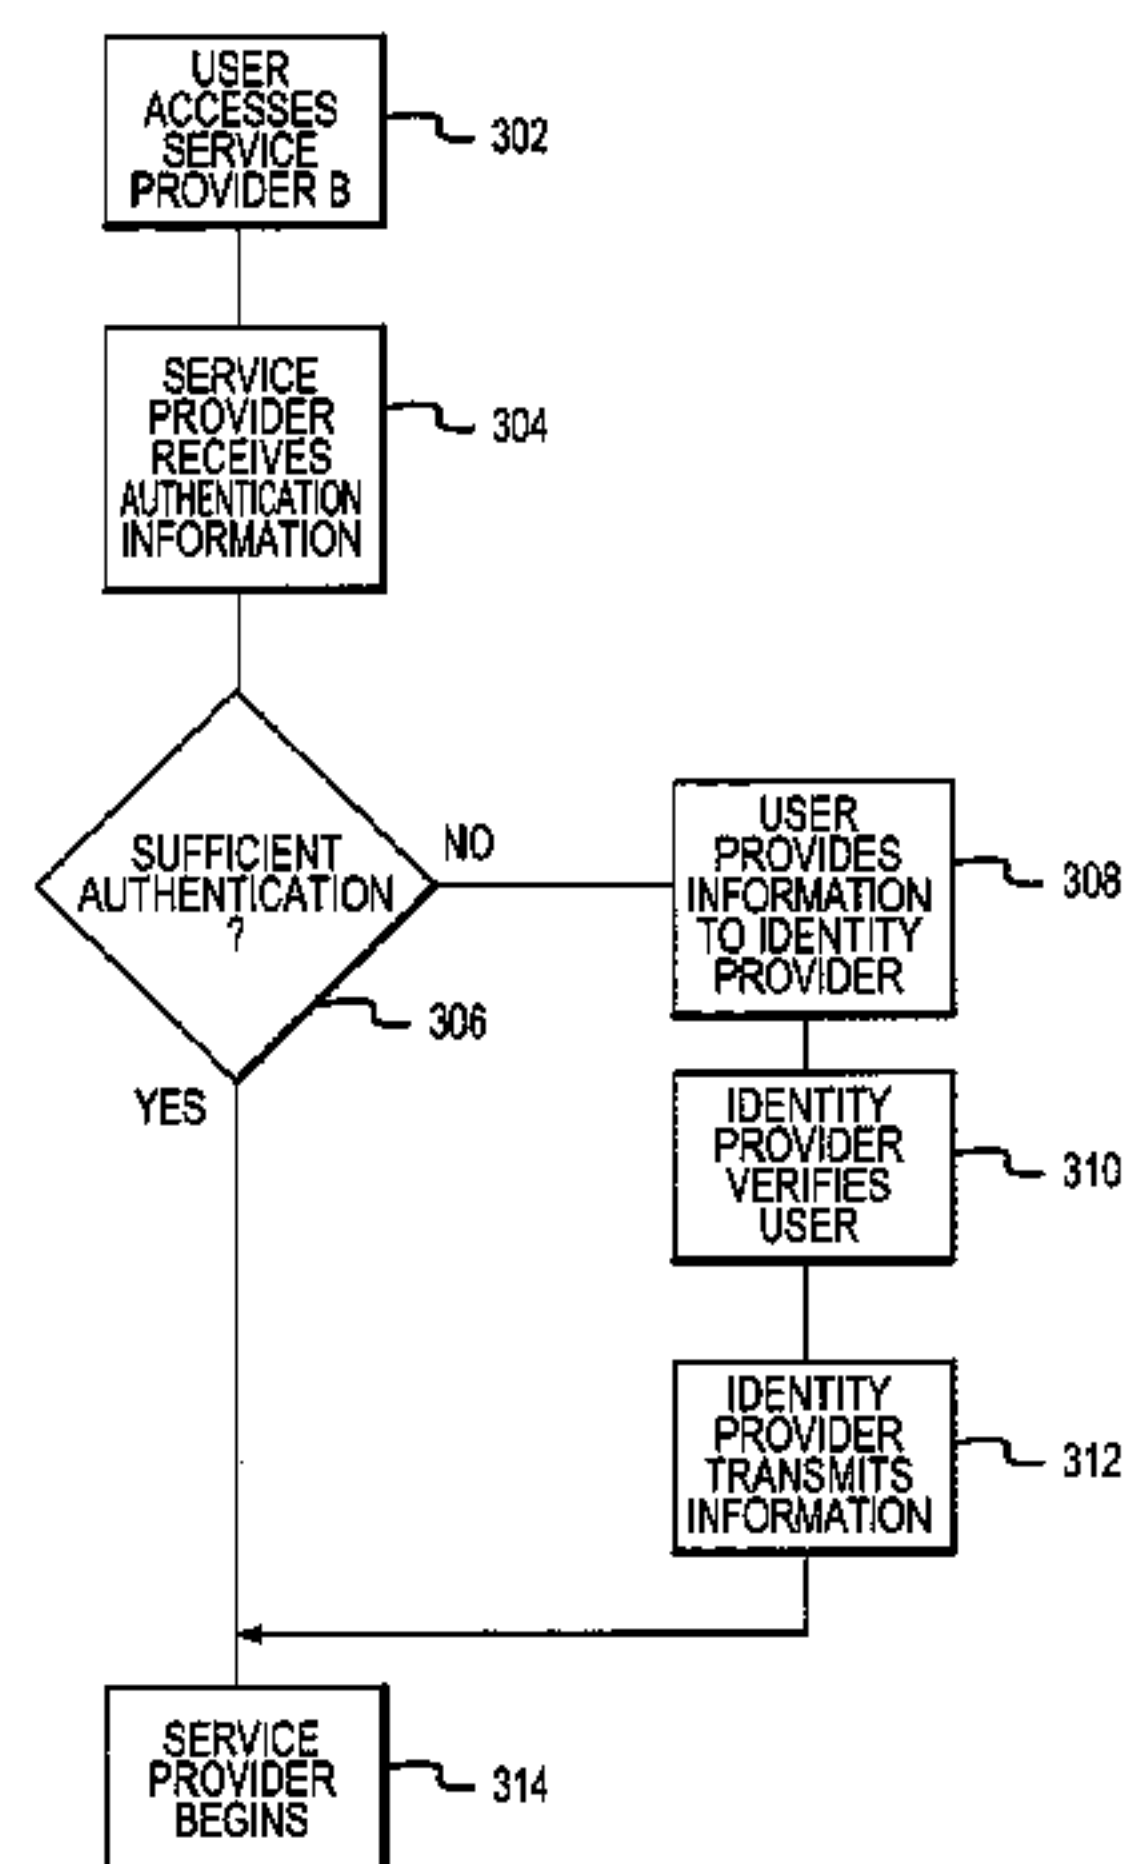 USER
ACCESSES
SERVICE
PROVIDER B
302
SERVICE
PROVIDER
RECEIVES
AUTHENTICATION
INFORMATION
304
SUFFICIENT
AUTHENTICATION
?
306
NO
YES
USER
PROVIDES
INFORMATION
TO IDENTITY
PROVIDER
308
IDENTITY
PROVIDER
VERIFIES
USER
310
IDENTITY
PROVIDER
TRANSMITS
INFORMATION
312
SERVICE
PROVIDER
BEGINS
314